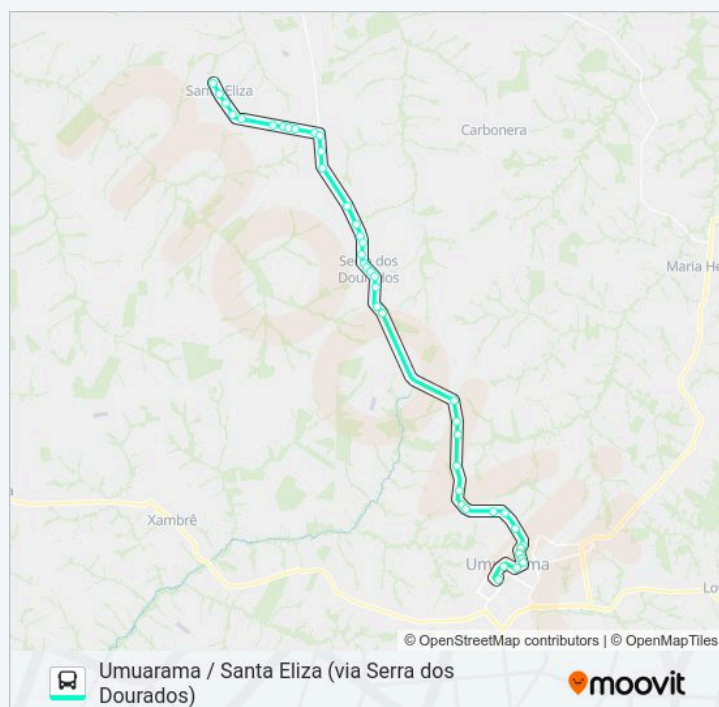 Santa Eliza
Carbonera
Serra dos
Dourados
Maria He
Xambrê
Umuarama
Lov
© OpenStreetMap contributors | © OpenMapTiles
Umuarama / Santa Eliza (via Serra dos
Dourados)
moovit